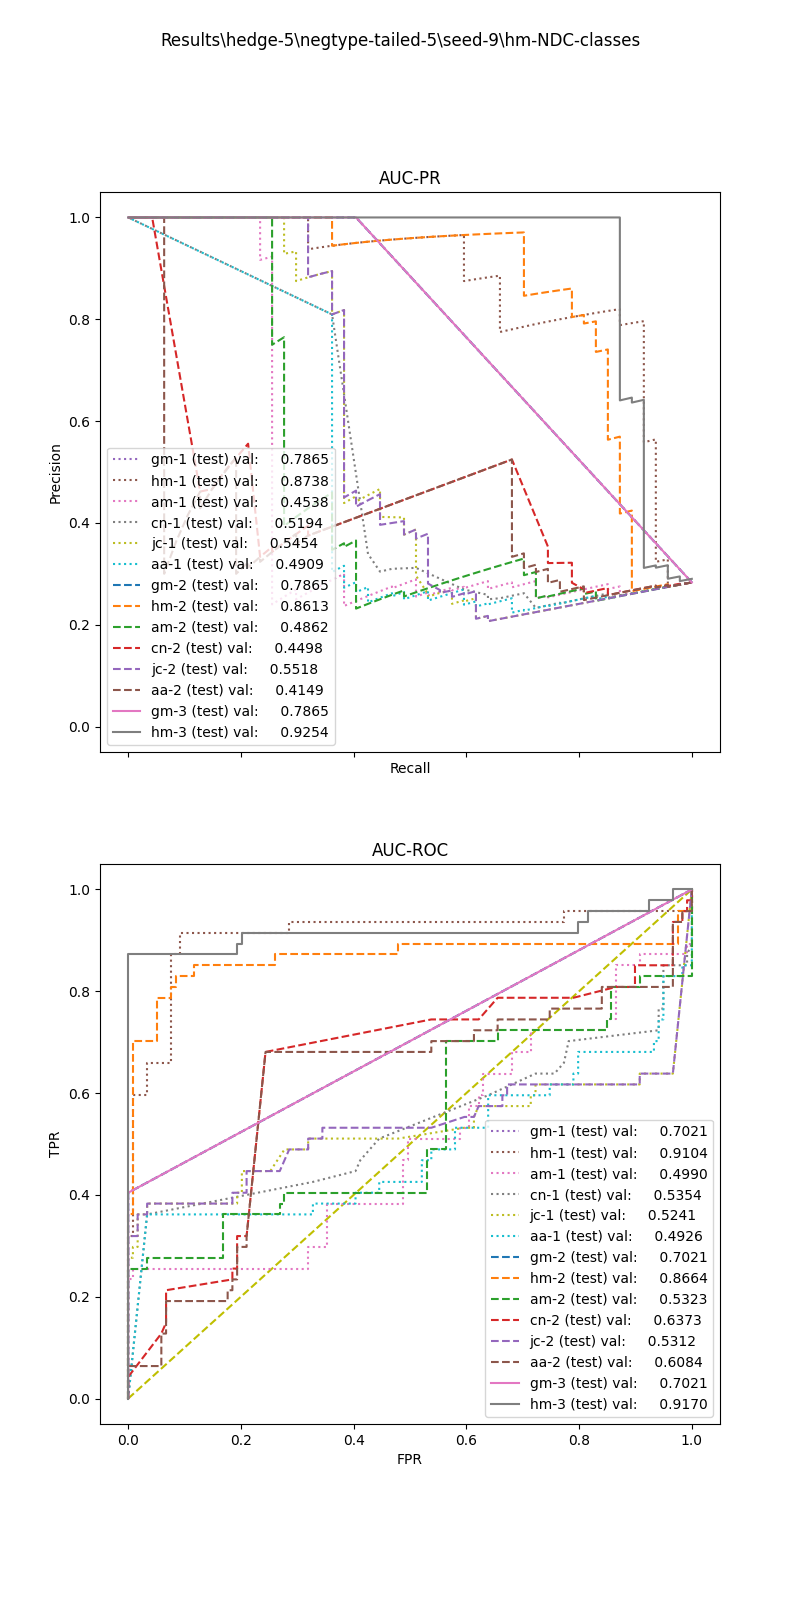 Results\hedge-5\negtype-tailed-5\seed-9\hm-NDC-classes
AUC-PR
1.0
0.8
0.6
0.4
0.2
0.0
Precision
gm-1 (test) val: 0.7865
hm-1 (test) val: 0.8738
am-1 (test) val: 0.4538
cn-1 (test) val: 0.5194
jc-1 (test) val: 0.5454
aa-1 (test) val: 0.4909
gm-2 (test) val: 0.7865
hm-2 (test) val: 0.8613
am-2 (test) val: 0.4862
cn-2 (test) val: 0.4498
jc-2 (test) val: 0.5518
aa-2 (test) val: 0.4149
gm-3 (test) val: 0.7865
hm-3 (test) val: 0.9254
Recall
AUC-ROC
1.0
0.8
0.6
0.4
0.2
0.0
TPR
gm-1 (test) val: 0.7021
hm-1 (test) val: 0.9104
am-1 (test) val: 0.4990
cn-1 (test) val: 0.5354
jc-1 (test) val: 0.5241
aa-1 (test) val: 0.4926
gm-2 (test) val: 0.7021
hm-2 (test) val: 0.8664
am-2 (test) val: 0.5323
cn-2 (test) val: 0.6373
jc-2 (test) val: 0.5312
aa-2 (test) val: 0.6084
gm-3 (test) val: 0.7021
hm-3 (test) val: 0.9170
0.0 0.2 0.4 0.6 0.8 1.0
FPR